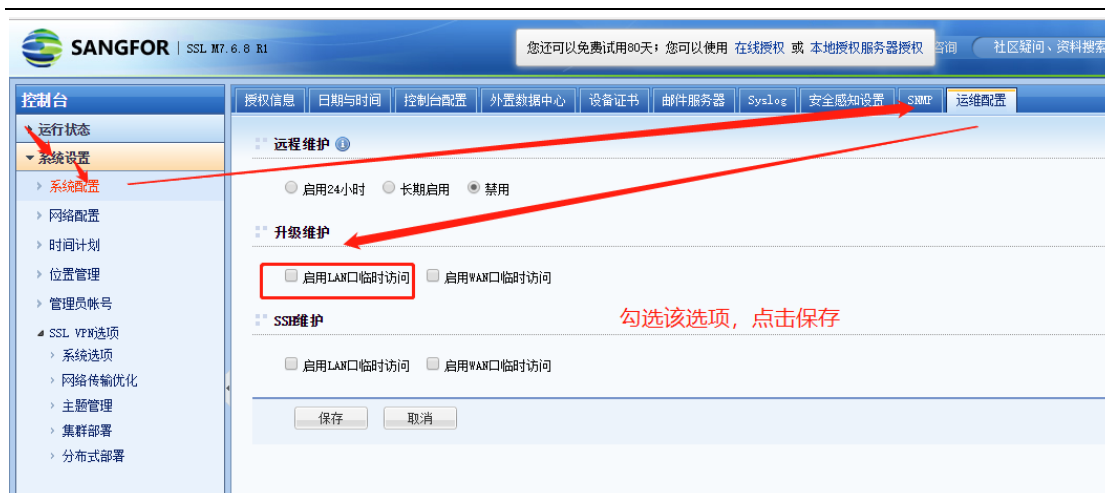 SANGFOR | SSL M7.6.8 R1
您还可以免费试用80天；您可以使用 在线授权 或 本地授权服务器授权
咨询 社区疑问、资料搜索
控制台
运行状态
系统设置
系统配置
网络配置
时间计划
位置管理
管理员帐号
SSL VPN选项
系统选项
网络传输优化
主题管理
集群部署
分布式部署
授权信息 日期与时间 控制台配置 外置数据中心 设备证书 邮件服务器 Syslog 安全感知设置 SNMP 运维配置
远程维护
启用24小时 长期启用 禁用
升级维护
启用LAN口临时访问 启用WAN口临时访问
勾选该选项，点击保存
SSH维护
启用LAN口临时访问 启用WAN口临时访问
保存 取消